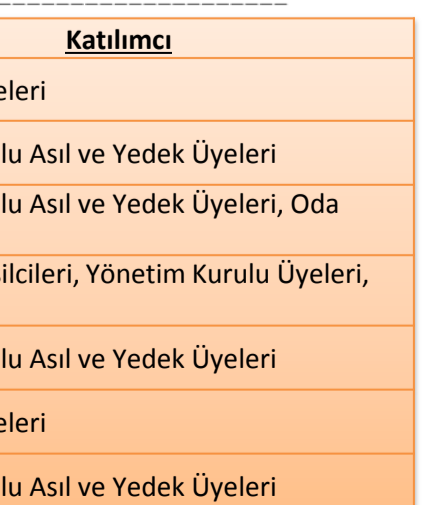 Katılımcı
eleri
lu Asıl ve Yedek Üyeleri
lu Asıl ve Yedek Üyeleri, Oda
silcileri, Yönetim Kurulu Üyeleri,
lu Asıl ve Yedek Üyeleri
eleri
lu Asıl ve Yedek Üyeleri